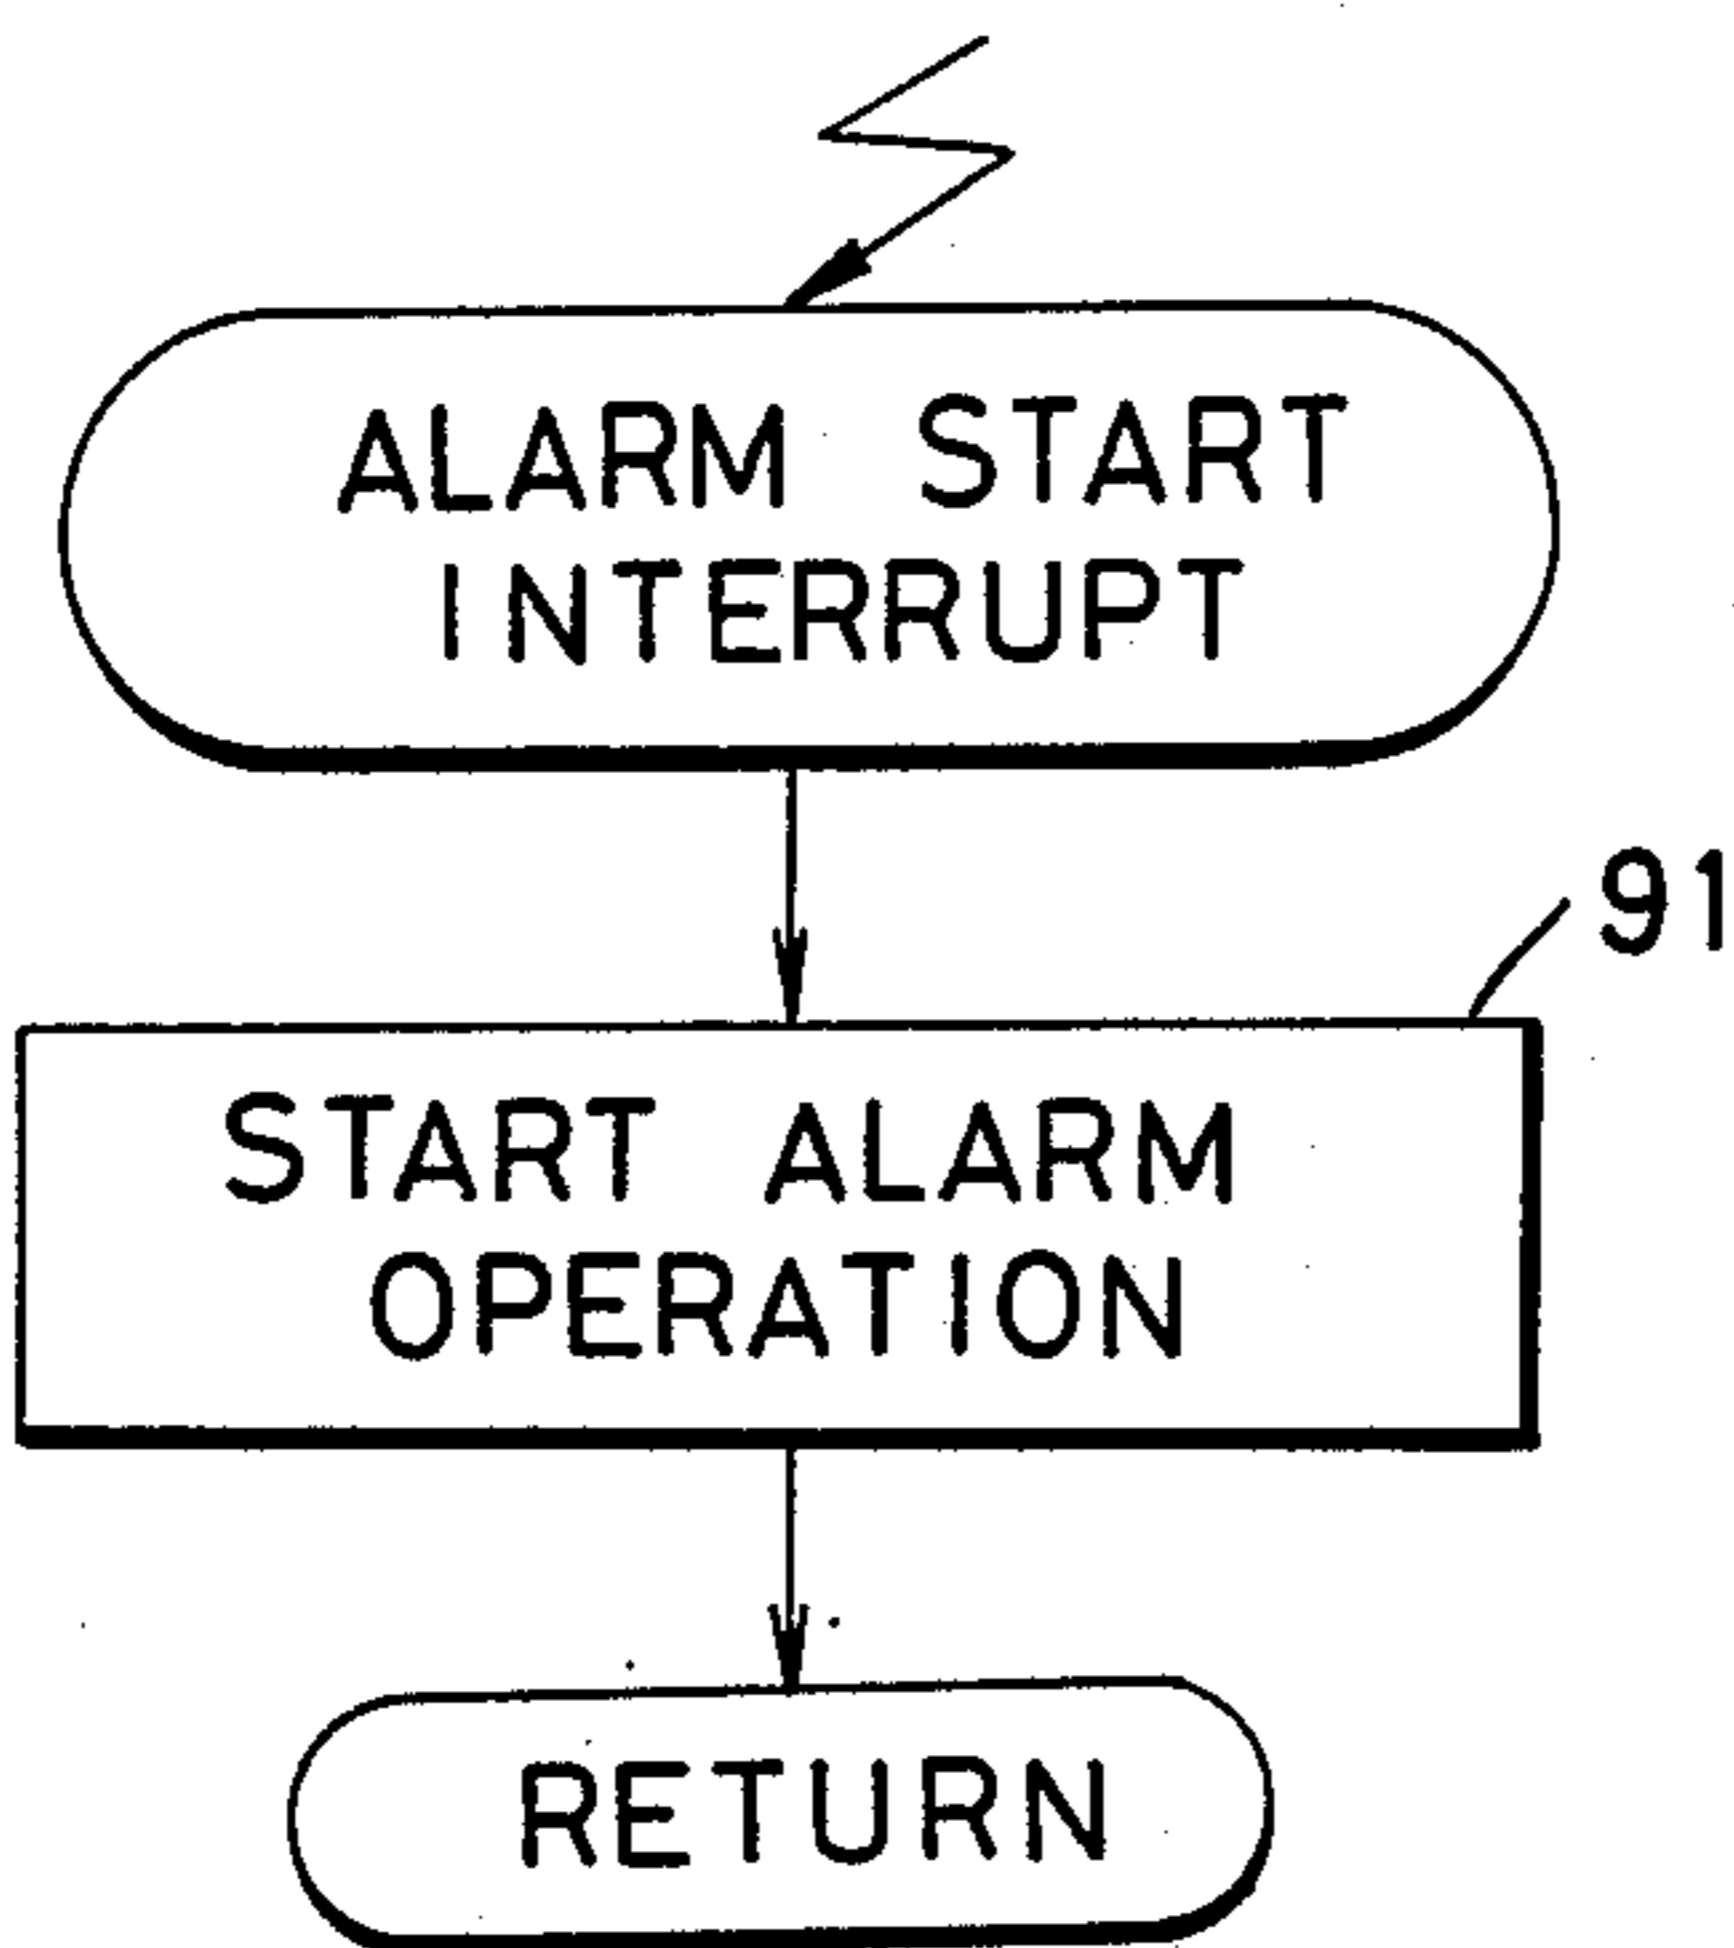 ALARM START
INTERRUPT
91
START ALARM
OPERATION
RETURN